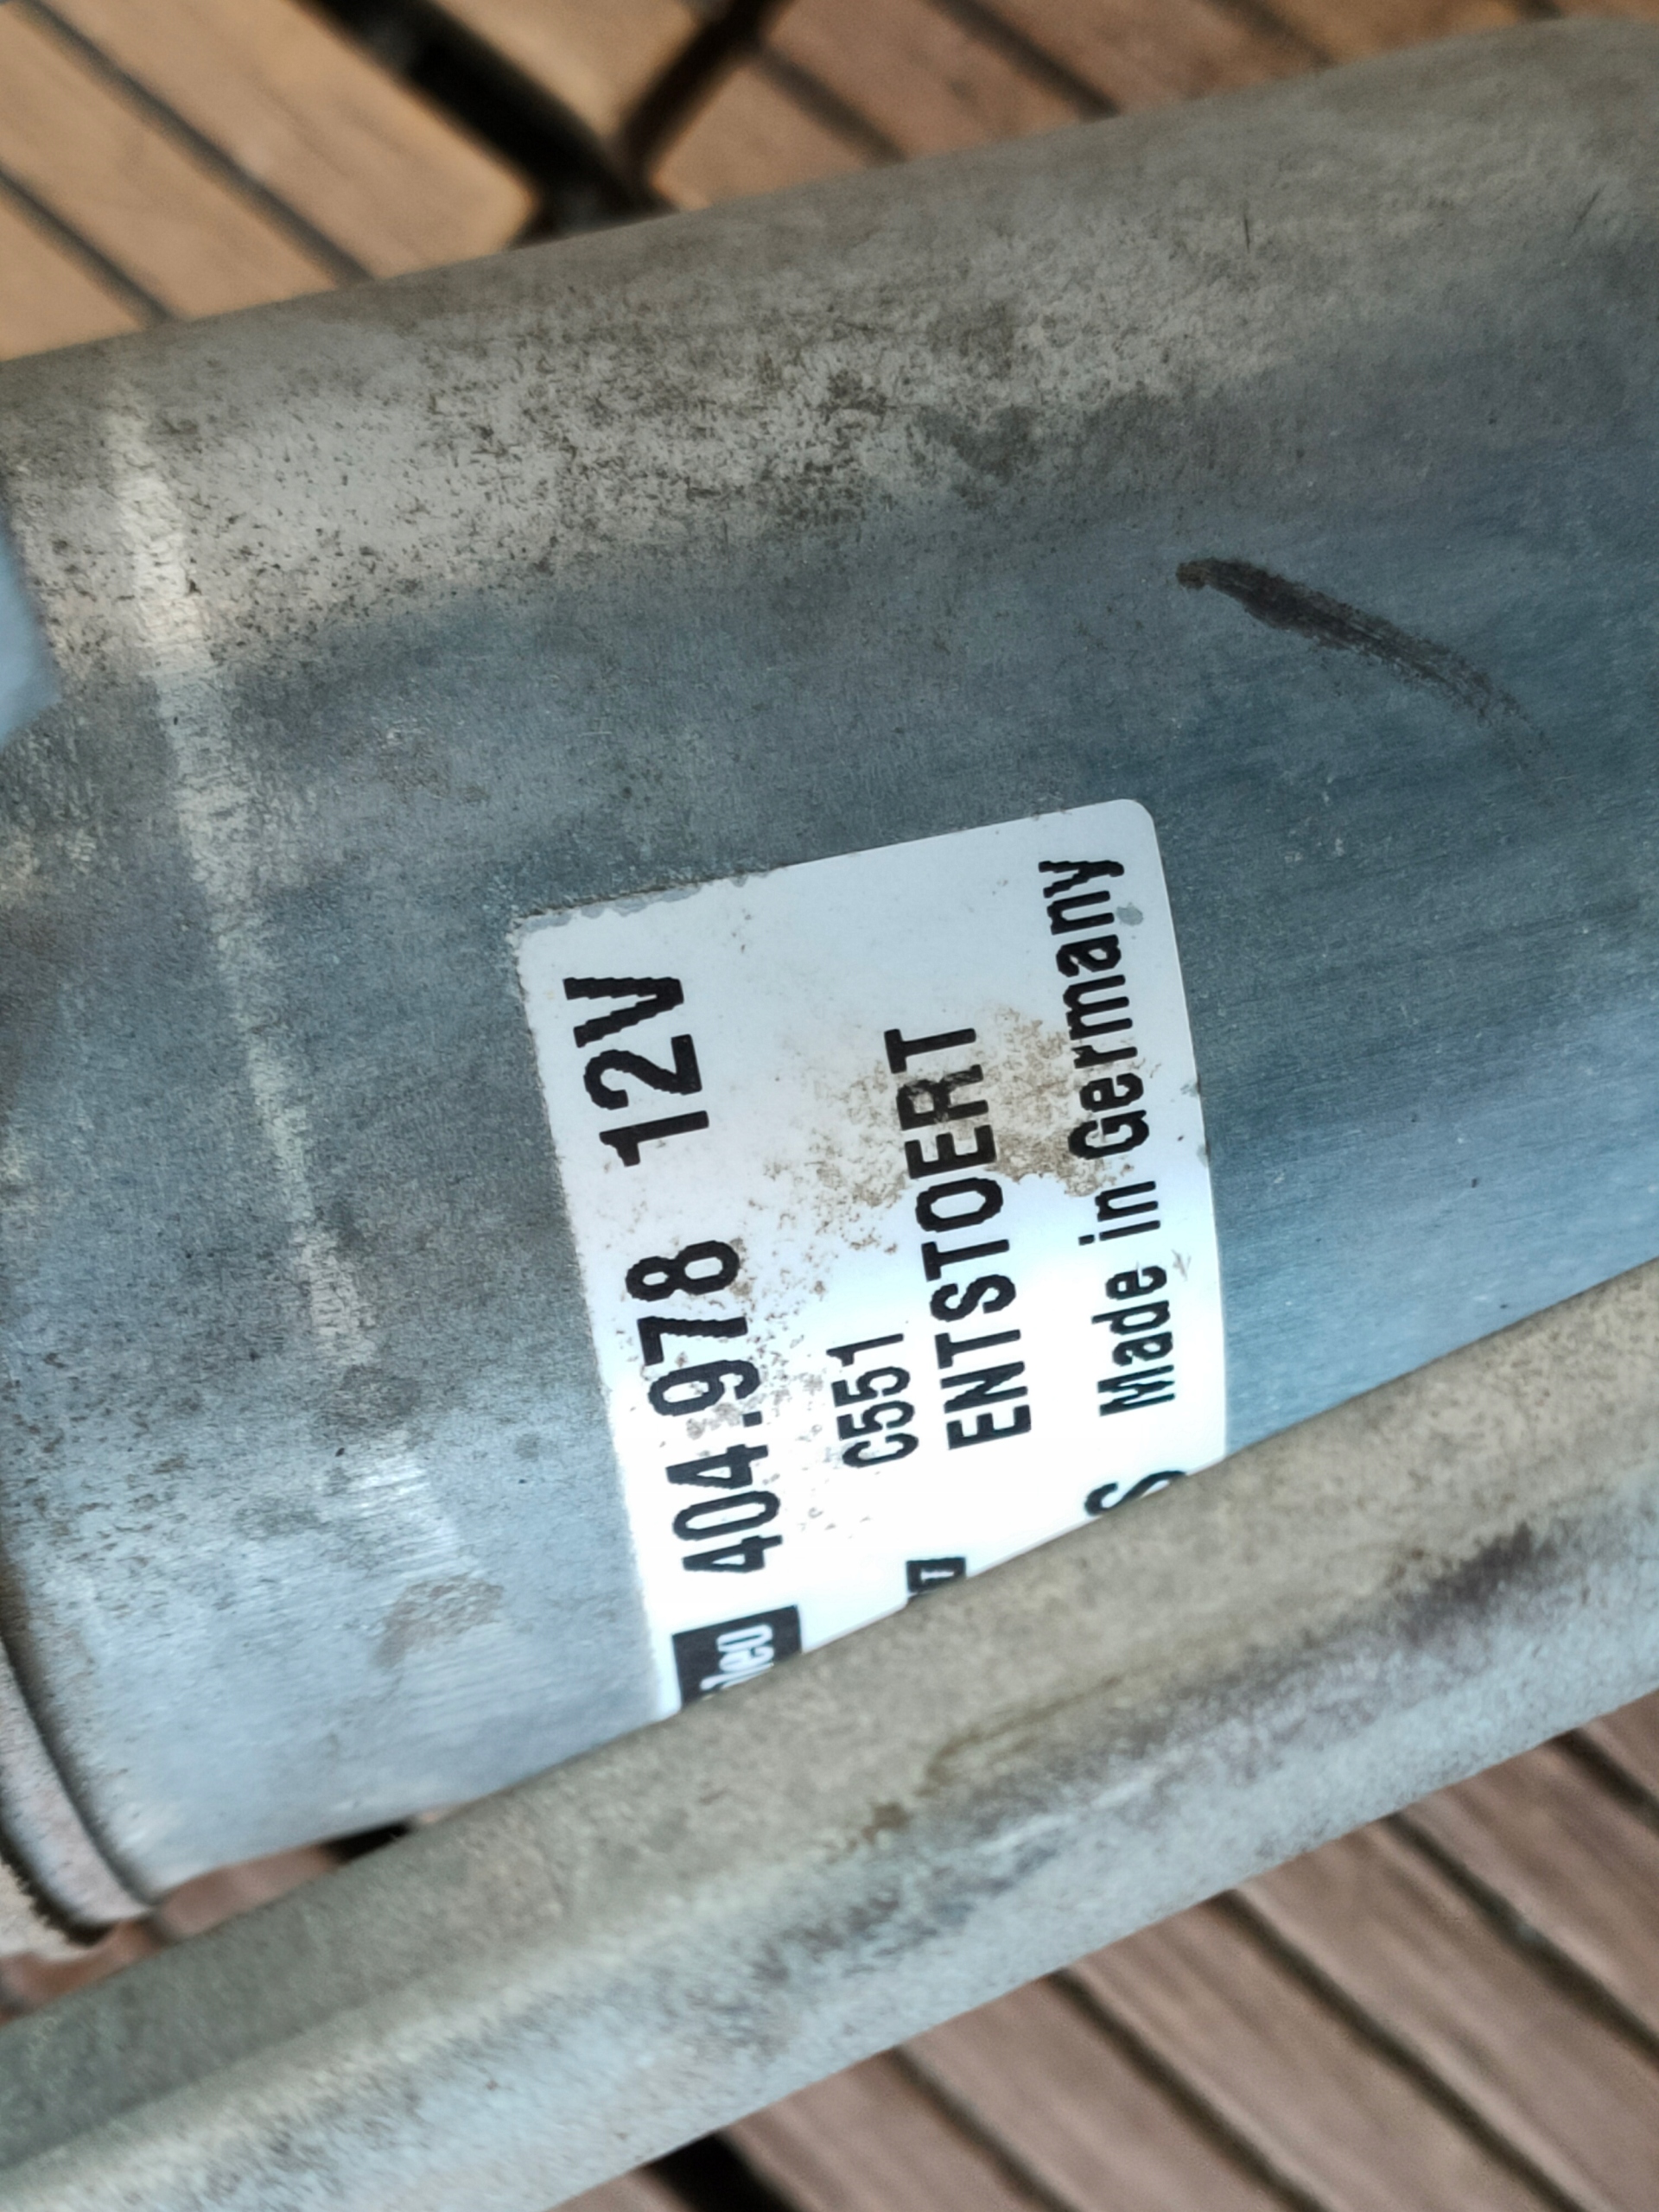 404.978 12V
C551
ENTSTOERT
S Made in Germany